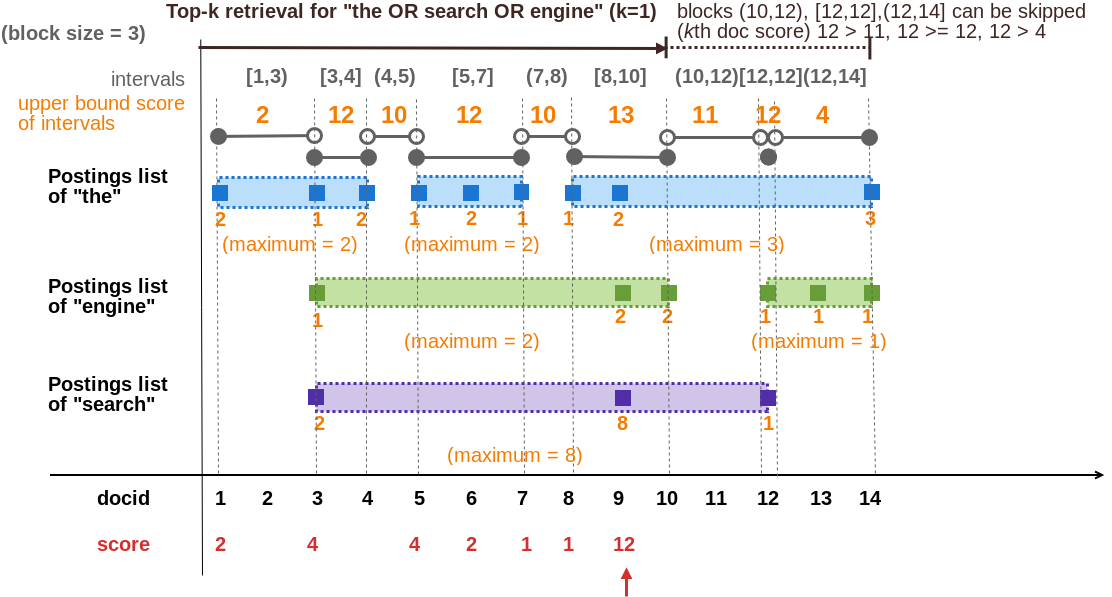 Top-k retrieval for "the OR search OR engine" (k=1)
blocks (10,12), [12,12],(12,14] can be skipped
(kth doc score) 12 > 11, 12 >= 12, 12 > 4
(block size = 3)
intervals [1,3) [3,4] (4,5) [5,7] (7,8) [8,10] (10,12)[12,12](12,14]
upper bound score
of intervals
2 12 10 12 10 13 11 12 4
Postings list
of "the"
2 1 2 1 2 1 1 2 3
(maximum = 2) (maximum = 2) (maximum = 3)
Postings list
of "engine"
1 2 2 1 1 1
(maximum = 2) (maximum = 1)
Postings list
of "search"
2 8 1
(maximum = 8)
docid 1 2 3 4 5 6 7 8 9 10 11 12 13 14
score 2 4 4 2 1 1 12